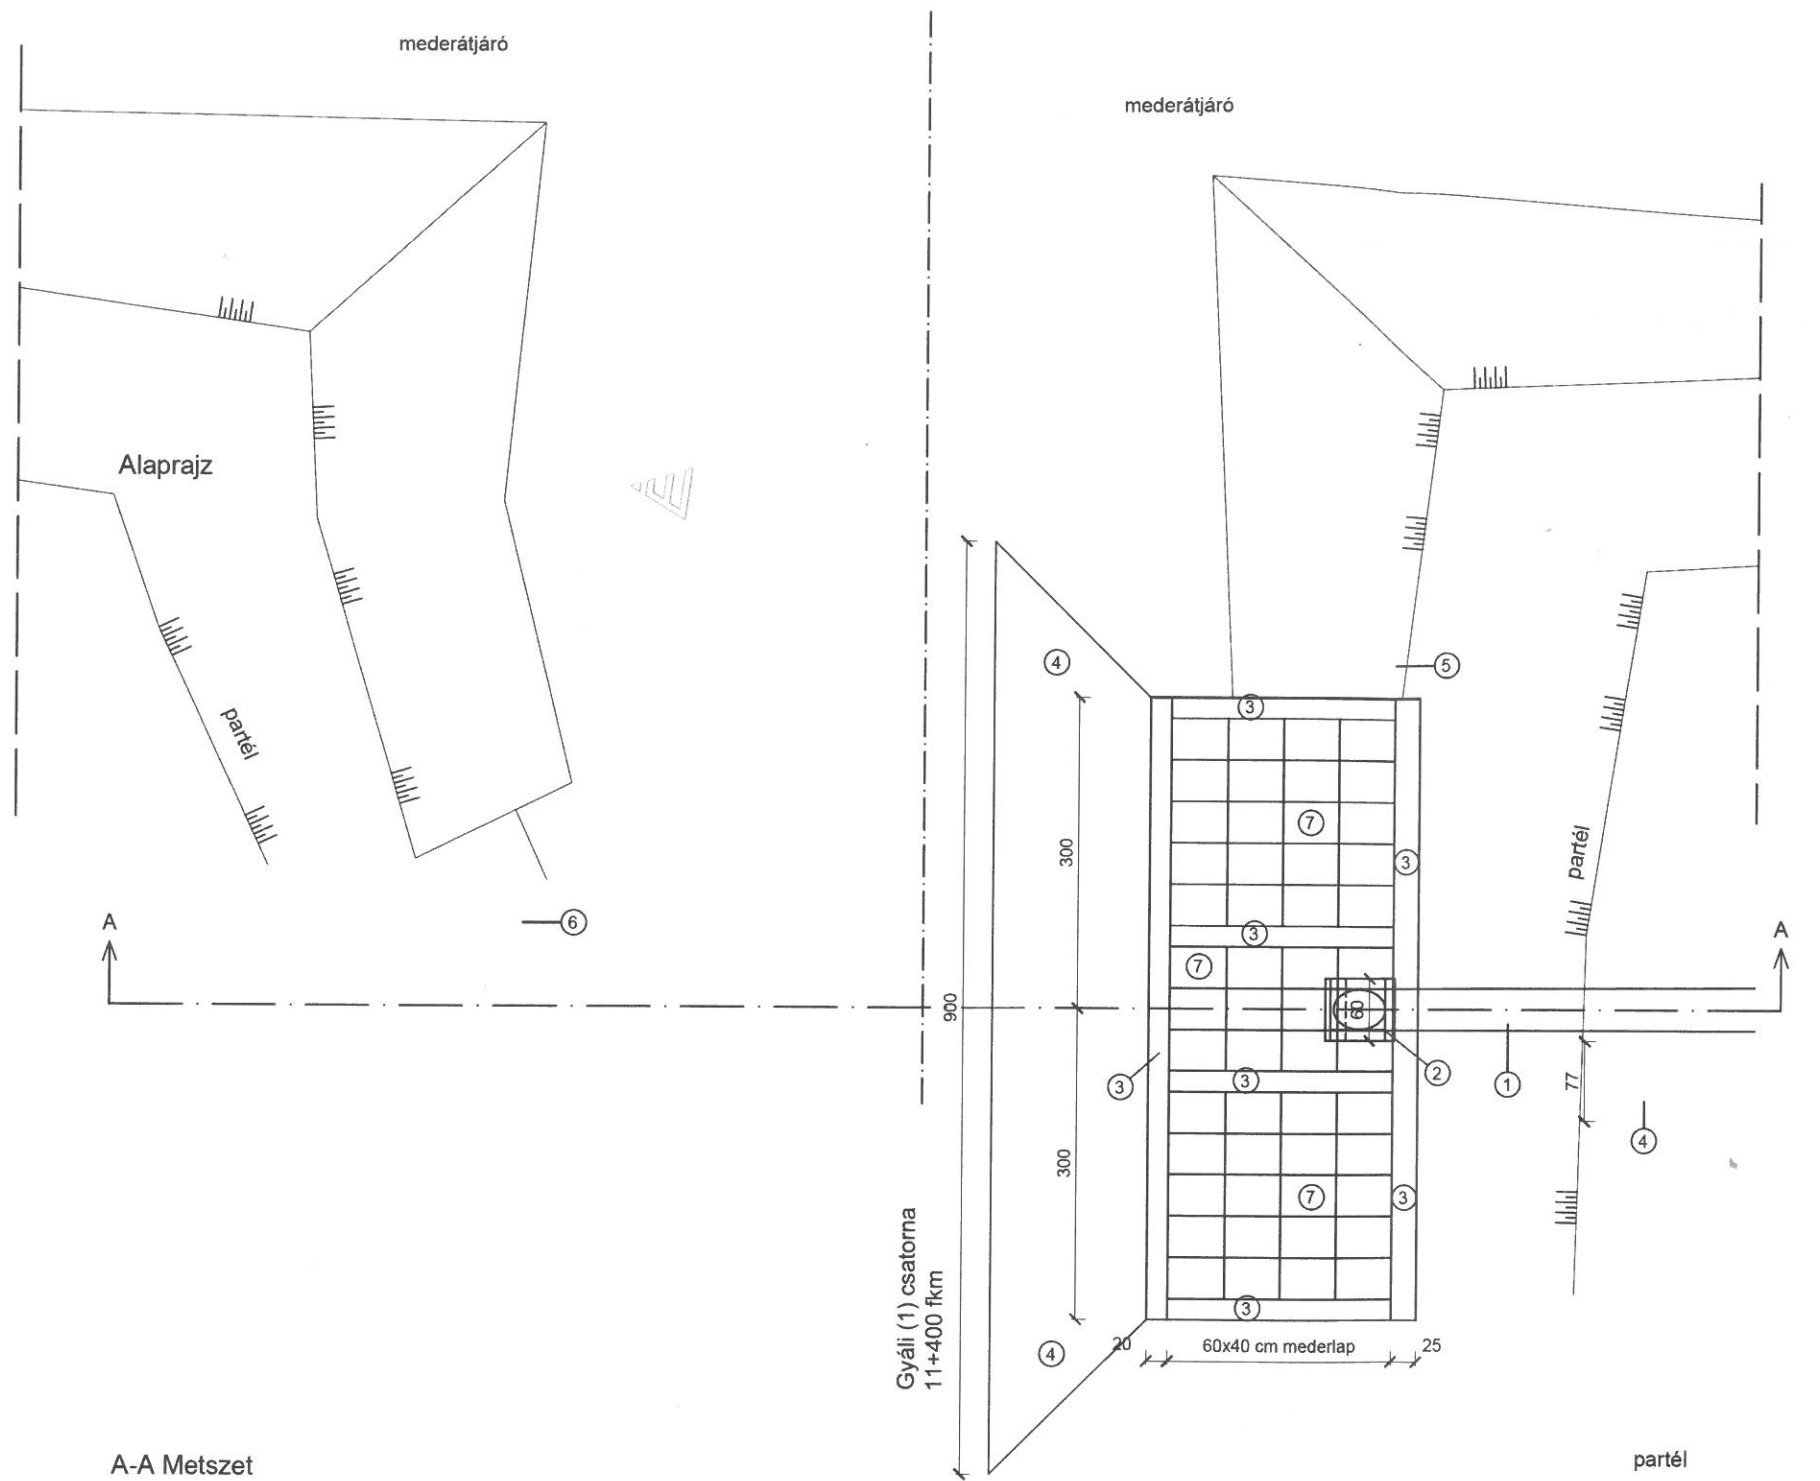 mederátjáró
mederátjáró
Alaprajz
4
5
3
partél
7
300
3
partél
A
6
3
A
7
900
60
3
3
2
1
77
4
300
7
3
Gyáli (1) csatorna
11+400 fkm
3
4
20
60x40 cm mederlap
25
A-A Metszet
partél